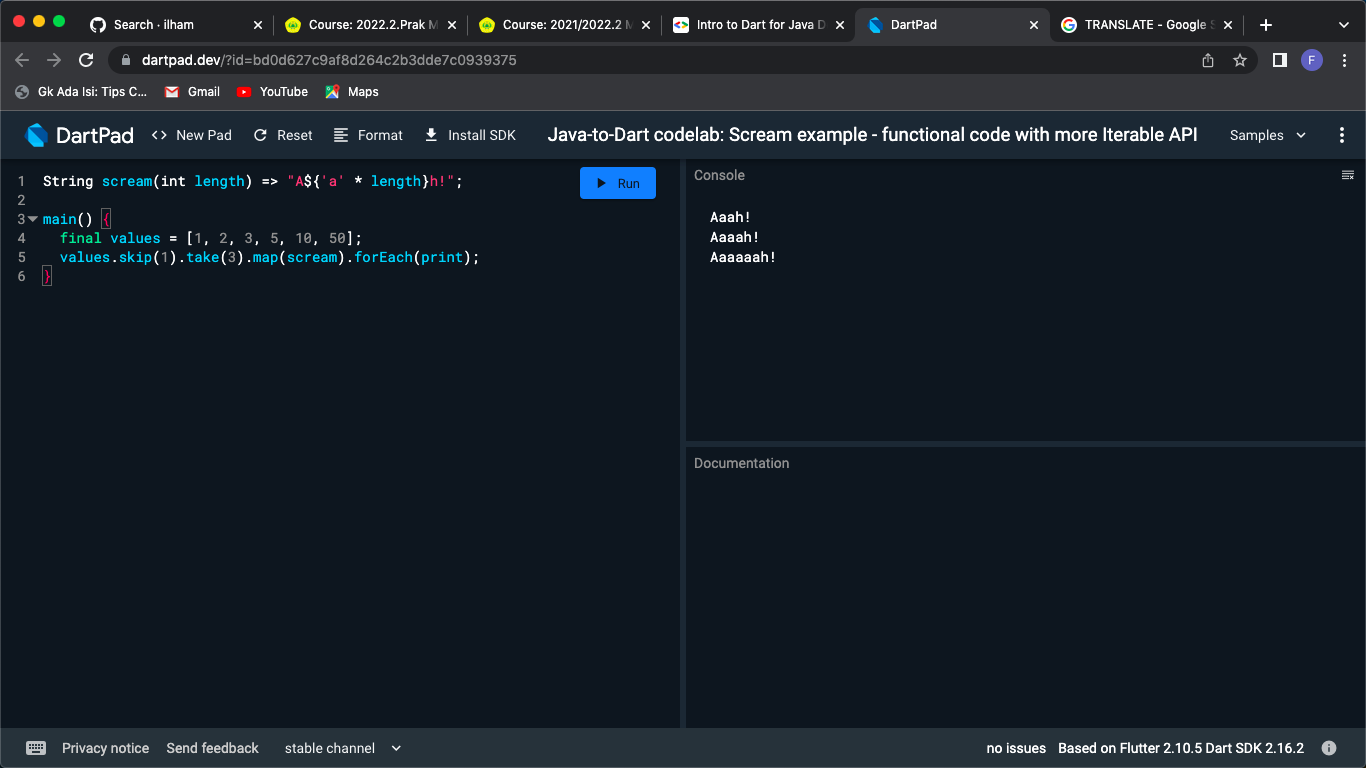 Search · ilham
Course: 2022.2.Prak M
Course: 2021/2022.2 M
Intro to Dart for Java D
DartPad
TRANSLATE - Google S
dartpad.dev/?id=bd0d627c9af8d264c2b3dde7c0939375
F
Gk Ada Isi: Tips C...
Gmail
YouTube
Maps
DartPad
<> New Pad
Reset
Format
Install SDK
Java-to-Dart codelab: Scream example - functional code with more Iterable API
Samples
1 String scream(int length) => "A${'a' * length}h!";
2
3 main() {
4 final values = [1, 2, 3, 5, 10, 50];
5 values.skip(1).take(3).map(scream).forEach(print);
6 }
Run
Console
Aaah!
Aaaah!
Aaaaaah!
Documentation
Privacy notice
Send feedback
stable channel
no issues
Based on Flutter 2.10.5 Dart SDK 2.16.2